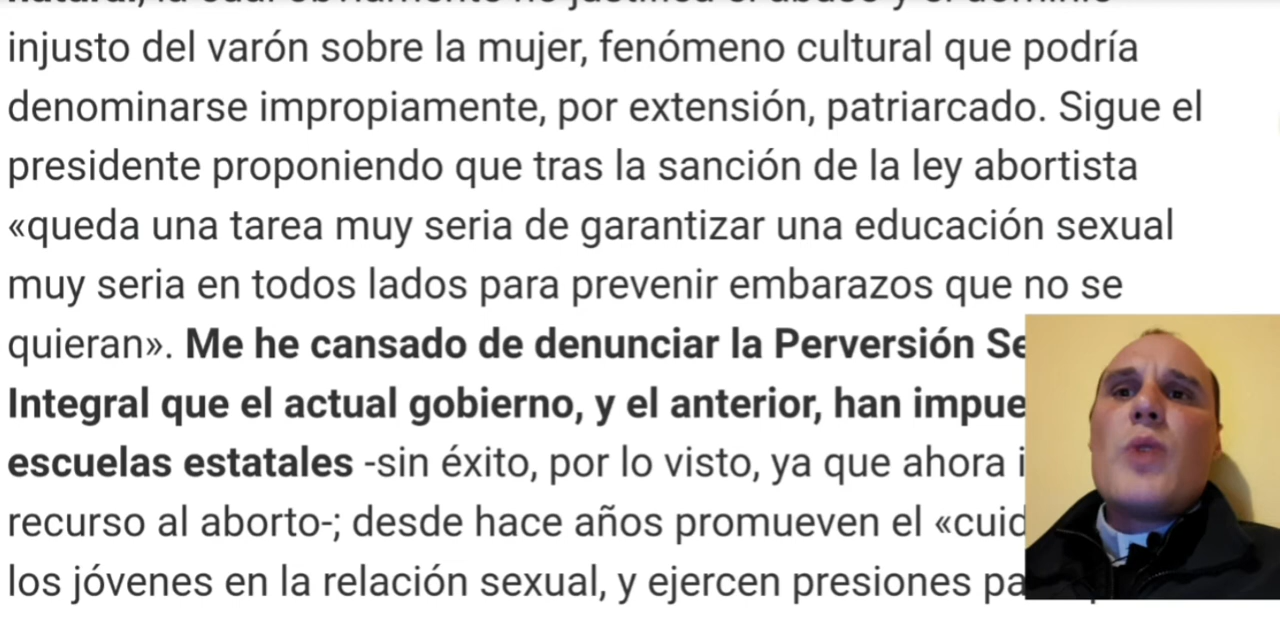 injusto del varón sobre la mujer, fenómeno cultural que podría
denominarse impropiamente, por extensión, patriarcado. Sigue el
presidente proponiendo que tras la sanción de la ley abortista
«queda una tarea muy seria de garantizar una educación sexual
muy seria en todos lados para prevenir embarazos que no se
quieran». Me he cansado de denunciar la Perversión Se
Integral que el actual gobierno, y el anterior, han impue
escuelas estatales -sin éxito, por lo visto, ya que ahora i
recurso al aborto-; desde hace años promueven el «cuid
los jóvenes en la relación sexual, y ejercen presiones pa